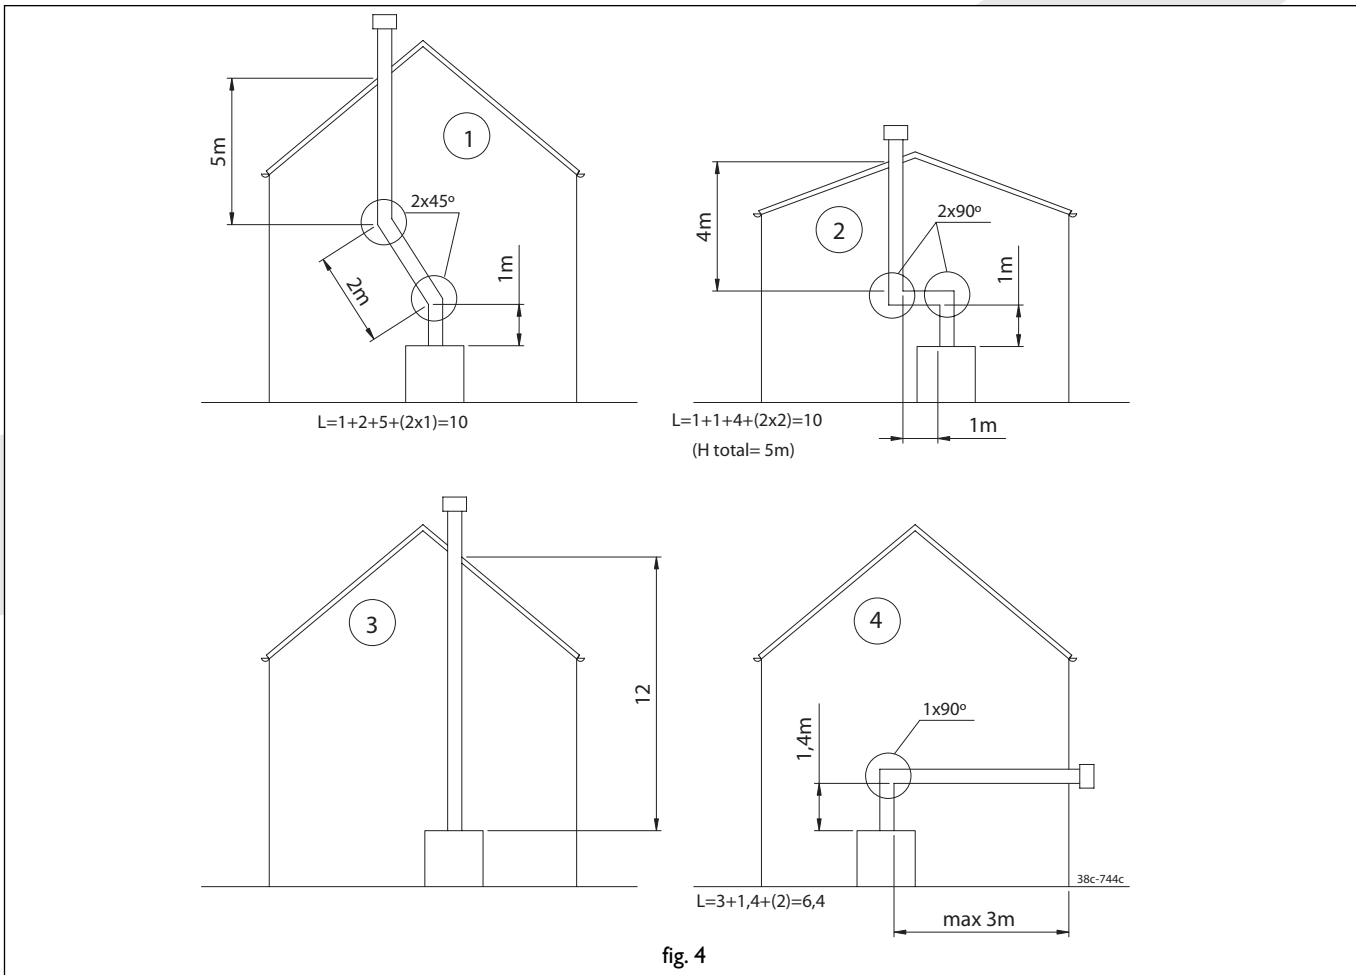 5m
1
2x45º
2m
1m
L=1+2+5+(2x1)=10
4m
2
2x90º
1m
L=1+1+4+(2x2)=10
1m
(H total= 5m)
3
12
4
1x90º
1,4m
38c-744c
L=3+1,4+(2)=6,4
max 3m
fig. 4